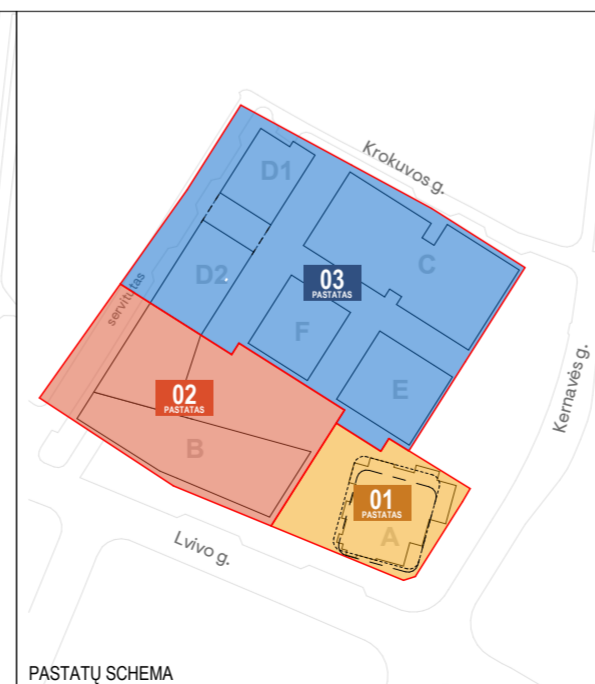 Krokuvos g.
D1
C
D2
03
PASTATAS
servitutas
F
Kernavės g.
E
02
PASTATAS
B
01
PASTATAS
A
Lvivo g.
PASTATŲ SCHEMA